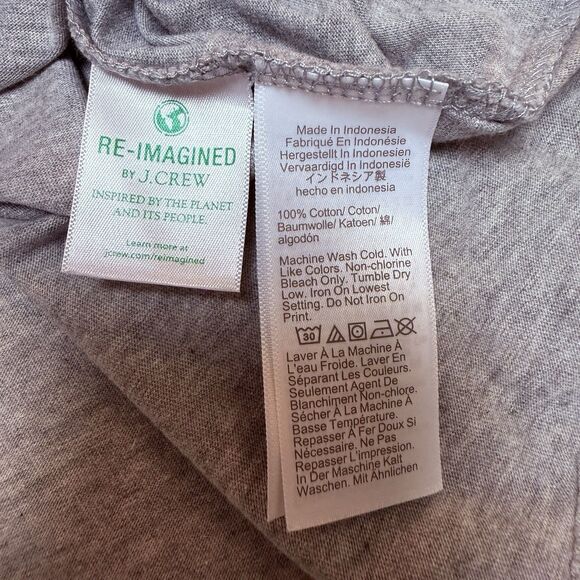 RE-IMAGINED
BY J.CREW
INSPIRED BY THE PLANET
AND ITS PEOPLE.
Learn more at
jcrew.com/reimagined
Made In Indonesia
Fabriqué En Indonésie
Hergestellt In Indonesien
Vervaardigd In Indonesië
インドネシア製
hecho en indonesia
100% Cotton/ Coton/
Baumwolle/ Katoen/ 綿/
algodón
Machine Wash Cold. With
Like Colors. Non-chlorine
Bleach Only. Tumble Dry
Low. Iron On Lowest
Setting. Do Not Iron On
Print.
30
Laver À La Machine À
L'eau Froide. Laver En
Séparant Les Couleurs.
Seulement Agent De
Blanchiment Non-chlore.
Sécher À La Machine À
Basse Température.
Repasser À Fer Doux Si
Nécessaire. Ne Pas
Repasser L'impression.
In Der Maschine Kalt
Waschen. Mit Ähnlichen